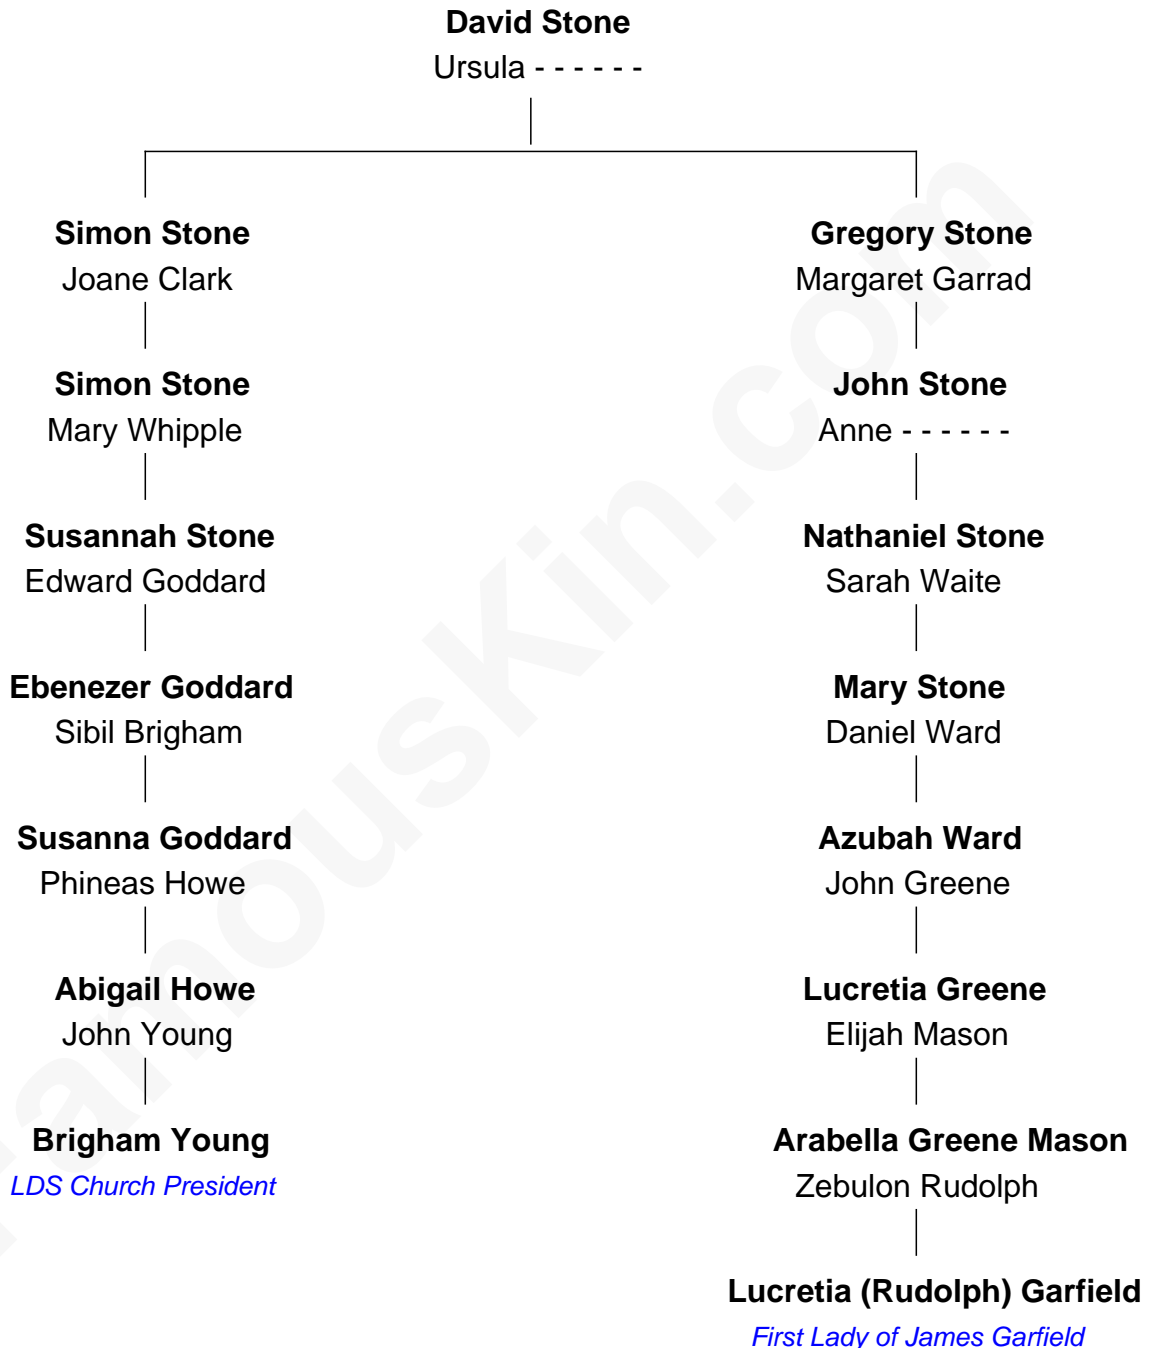 David Stone
Ursula - - - - - -
Simon Stone
Joane Clark
Gregory Stone
Margaret Garrad
Simon Stone
Mary Whipple
John Stone
Anne - - - - - -
Susannah Stone
Edward Goddard
Nathaniel Stone
Sarah Waite
Ebenezer Goddard
Sibil Brigham
Mary Stone
Daniel Ward
Susanna Goddard
Phineas Howe
Azubah Ward
John Greene
Abigail Howe
John Young
Lucretia Greene
Elijah Mason
Brigham Young
LDS Church President
Arabella Greene Mason
Zebulon Rudolph
Lucretia (Rudolph) Garfield
First Lady of James Garfield
FamousKin.com